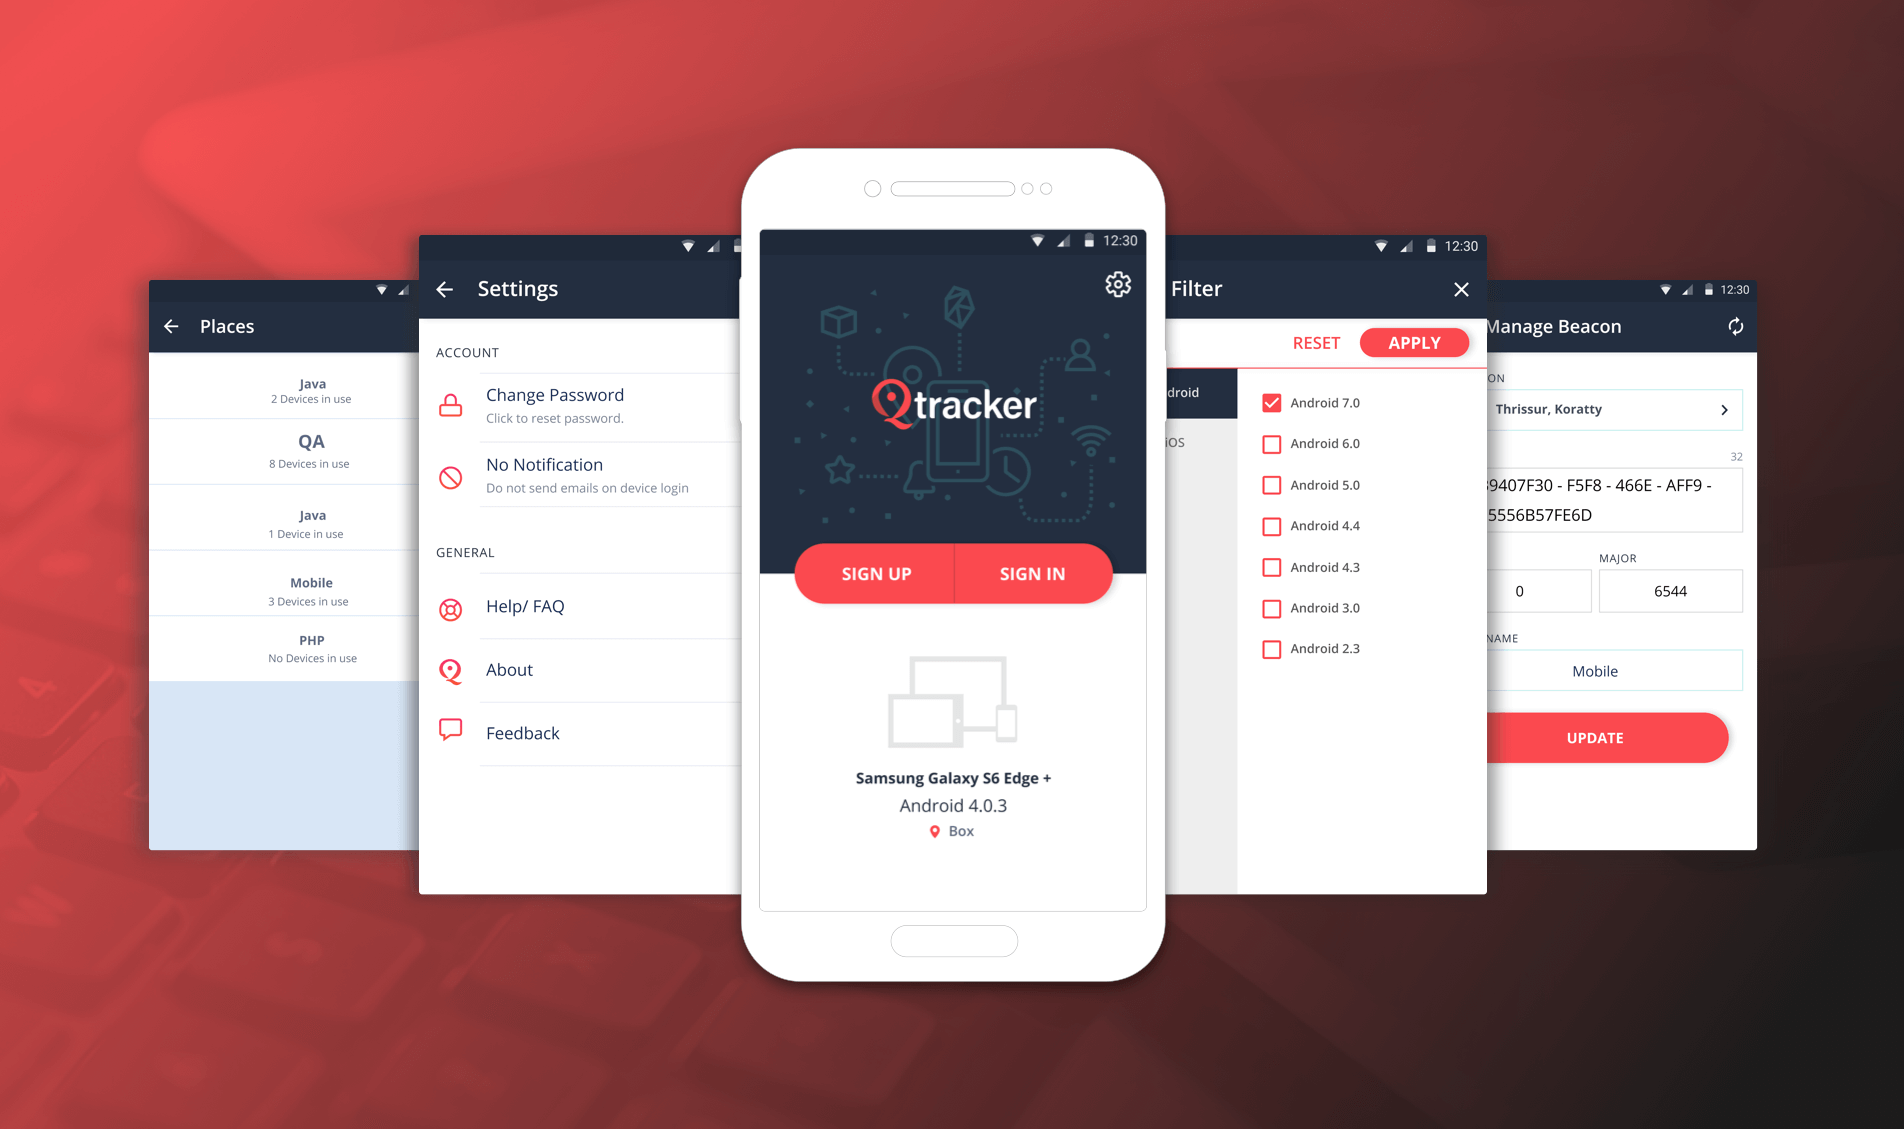 Places
Java
2 Devices in use
QA
8 Devices in use
Java
1 Device in use
Mobile
3 Devices in use
PHP
No Devices in use
Settings
ACCOUNT
Change Password
Click to reset password.
No Notification
Do not send emails on device login
GENERAL
Help/ FAQ
About
Feedback
12:30
Qtracker
SIGN UP
SIGN IN
Samsung Galaxy S6 Edge +
Android 4.0.3
Box
12:30
Filter
RESET
APPLY
droid
iOS
Android 7.0
Android 6.0
Android 5.0
Android 4.4
Android 4.3
Android 3.0
Android 2.3
12:30
Manage Beacon
ON
Thrissur, Koratty
32
9407F30 - F5F8 - 466E - AFF9 -
5556B57FE6D
MAJOR
0
6544
NAME
Mobile
UPDATE